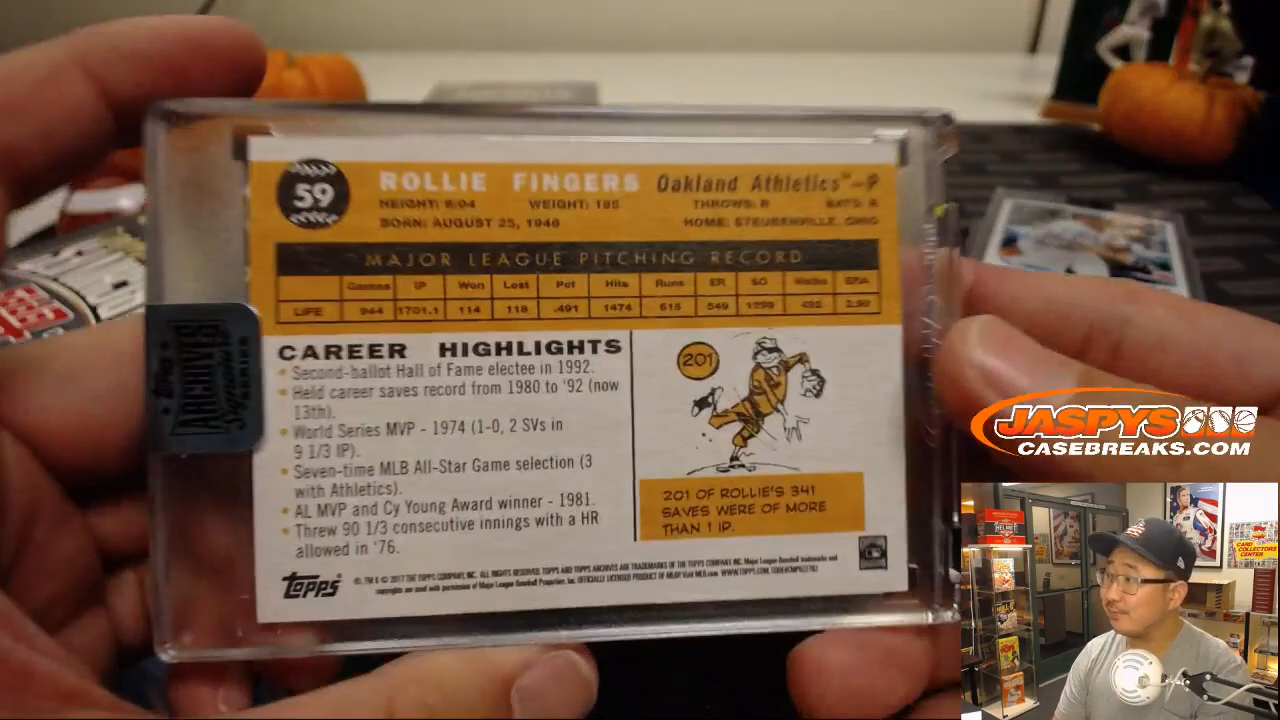 59
ROLLIE FINGERS Oakland Athletics™–P
HEIGHT: 6:04 WEIGHT: 195 THROWS: R BATS: R
BORN: AUGUST 25, 1946 HOME: STEUBENVILLE, OHIO
MAJOR LEAGUE PITCHING RECORD
Games IP Won Lost Pct Hits Runs ER SO Walks ERA
LIFE 944 1701.1 114 118 .491 1474 615 549 1299 492 2.90
CAREER HIGHLIGHTS
Second-ballot Hall of Fame electee in 1992.
Held career saves record from 1980 to '92 (now
13th).
World Series MVP - 1974 (1-0, 2 SVs in
9 1/3 IP).
Seven-time MLB All-Star Game selection (3
with Athletics).
AL MVP and Cy Young Award winner - 1981.
Threw 90 1/3 consecutive innings with a HR
allowed in '76.
201
201 OF ROLLIE'S 341
SAVES WERE OF MORE
THAN 1 IP.
Topps
ARCHIVES
Signature
SERIES
JASPYS
CASEBREAKS.COM
CARD
COLLECTORS
CENTER